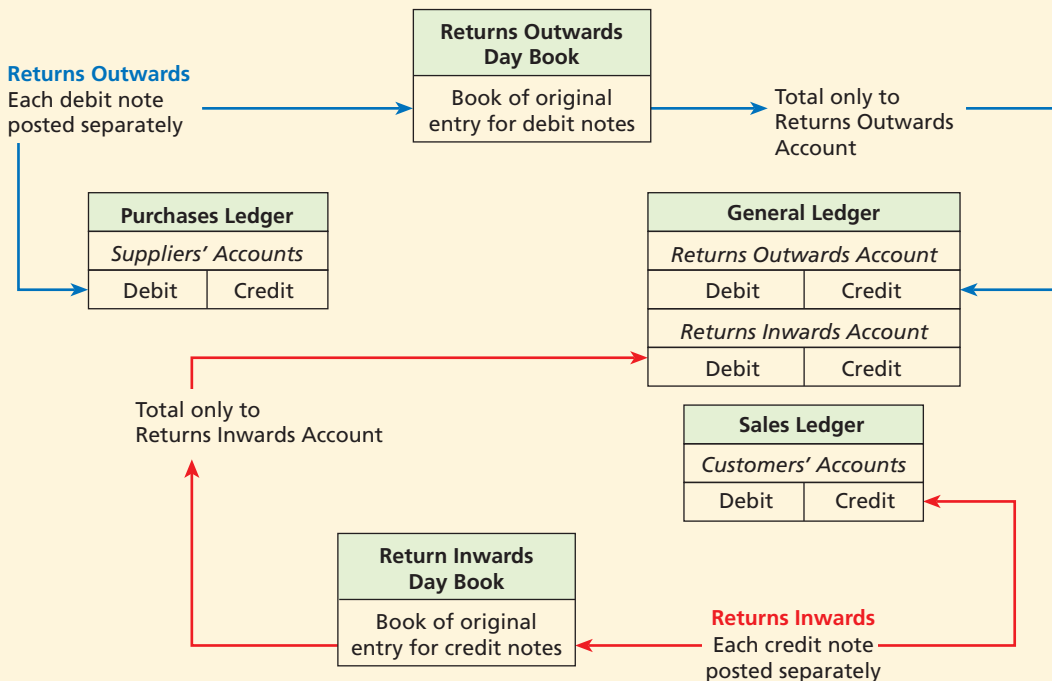 Returns Outwards
Day Book
Book of original
entry for debit notes
Returns Outwards
Each debit note
posted separately
Total only to
Returns Outwards
Account
Purchases Ledger
Suppliers' Accounts
Debit Credit
General Ledger
Returns Outwards Account
Debit Credit
Returns Inwards Account
Debit Credit
Total only to
Returns Inwards Account
Sales Ledger
Customers' Accounts
Debit Credit
Return Inwards
Day Book
Book of original
entry for credit notes
Returns Inwards
Each credit note
posted separately